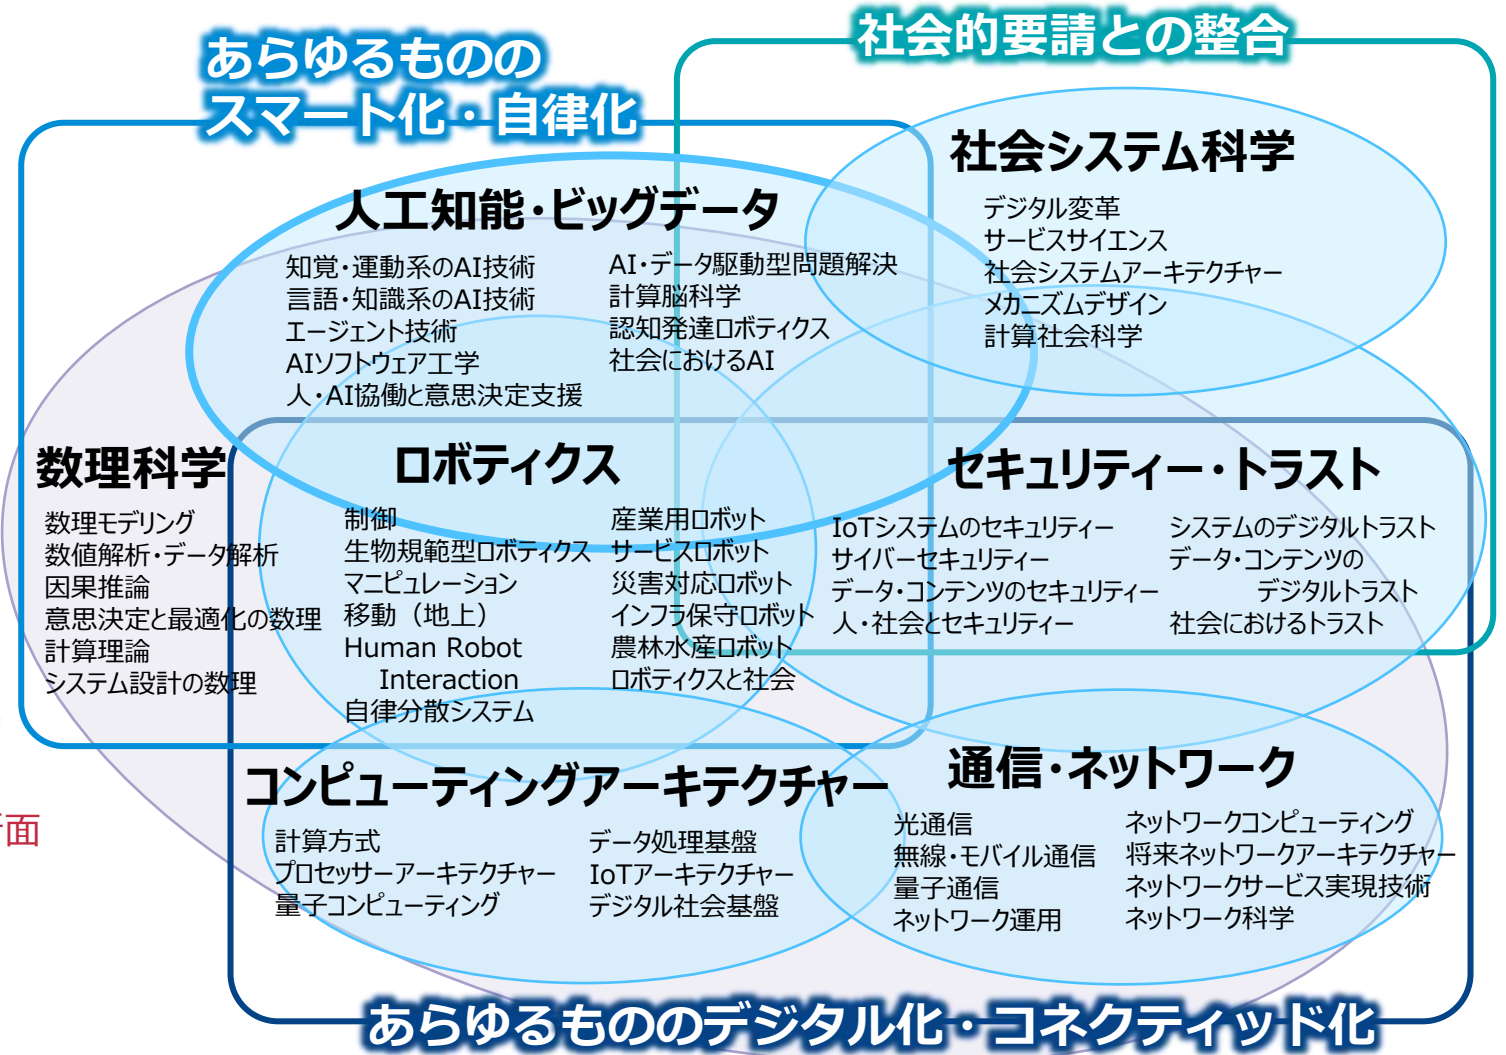 あらゆるものの
スマート化・自律化
社会的要請との整合
社会システム科学
デジタル変革
サービスサイエンス
社会システムアーキテクチャー
メカニズムデザイン
計算社会科学
人工知能・ビッグデータ
知覚・運動系のAI技術
言語・知識系のAI技術
エージェント技術
AIソフトウェア工学
人・AI協働と意思決定支援
AI・データ駆動型問題解決
計算脳科学
認知発達ロボティクス
社会におけるAI
数理科学
数理モデリング
数値解析・データ解析
因果推論
意思決定と最適化の数理
計算理論
システム設計の数理
ロボティクス
制御
生物規範型ロボティクス
マニピュレーション
移動（地上）
Human Robot
Interaction
自律分散システム
産業用ロボット
サービスロボット
災害対応ロボット
インフラ保守ロボット
農林水産ロボット
ロボティクスと社会
セキュリティー・トラスト
IoTシステムのセキュリティー
サイバーセキュリティー
データ・コンテンツのセキュリティー
人・社会とセキュリティー
システムのデジタルトラスト
データ・コンテンツの
デジタルトラスト
社会におけるトラスト
コンピューティングアーキテクチャー
計算方式
プロセッサーアーキテクチャー
量子コンピューティング
データ処理基盤
IoTアーキテクチャー
デジタル社会基盤
通信・ネットワーク
光通信
無線・モバイル通信
量子通信
ネットワーク運用
ネットワークコンピューティング
将来ネットワークアーキテクチャー
ネットワークサービス実現技術
ネットワーク科学
面
あらゆるもののデジタル化・コネクティッド化